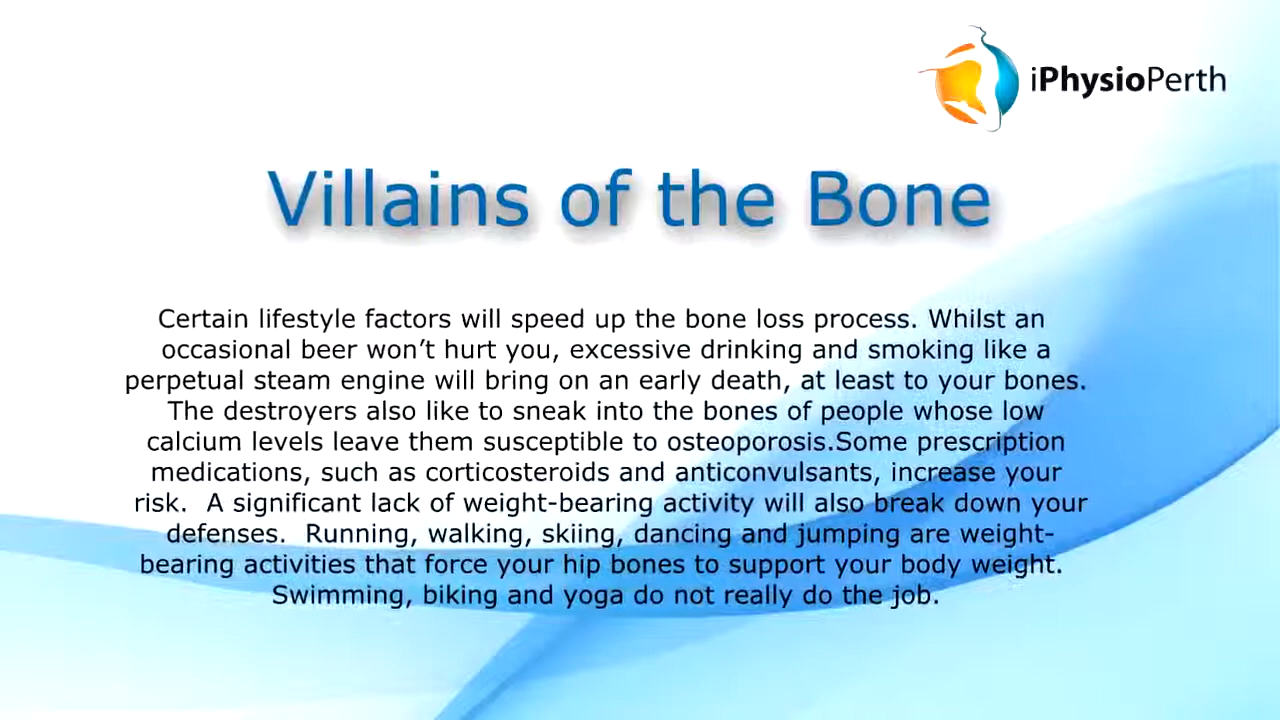 iPhysioPerth
Villains of the Bone
Certain lifestyle factors will speed up the bone loss process. Whilst an
occasional beer won’t hurt you, excessive drinking and smoking like a
perpetual steam engine will bring on an early death, at least to your bones.
The destroyers also like to sneak into the bones of people whose low
calcium levels leave them susceptible to osteoporosis.Some prescription
medications, such as corticosteroids and anticonvulsants, increase your
risk.  A significant lack of weight-bearing activity will also break down your
defenses.  Running, walking, skiing, dancing and jumping are weight-
bearing activities that force your hip bones to support your body weight.
Swimming, biking and yoga do not really do the job.